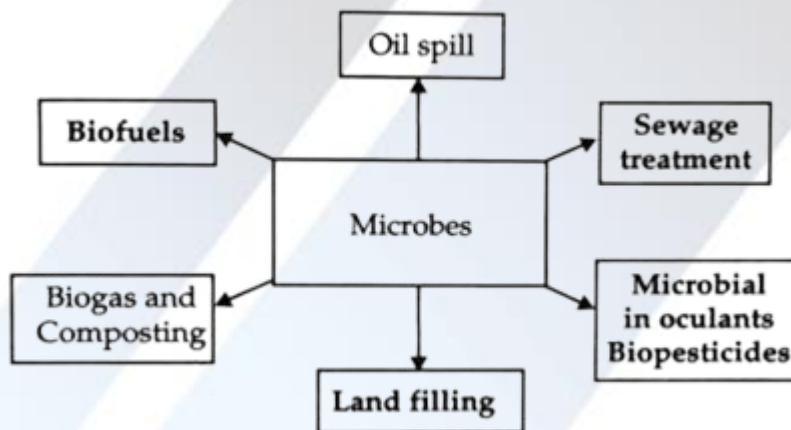 Oil spill
Biofuels
Sewage
treatment
Microbes
Biogas and
Composting
Microbial
in oculants
Biopesticides
Land filling